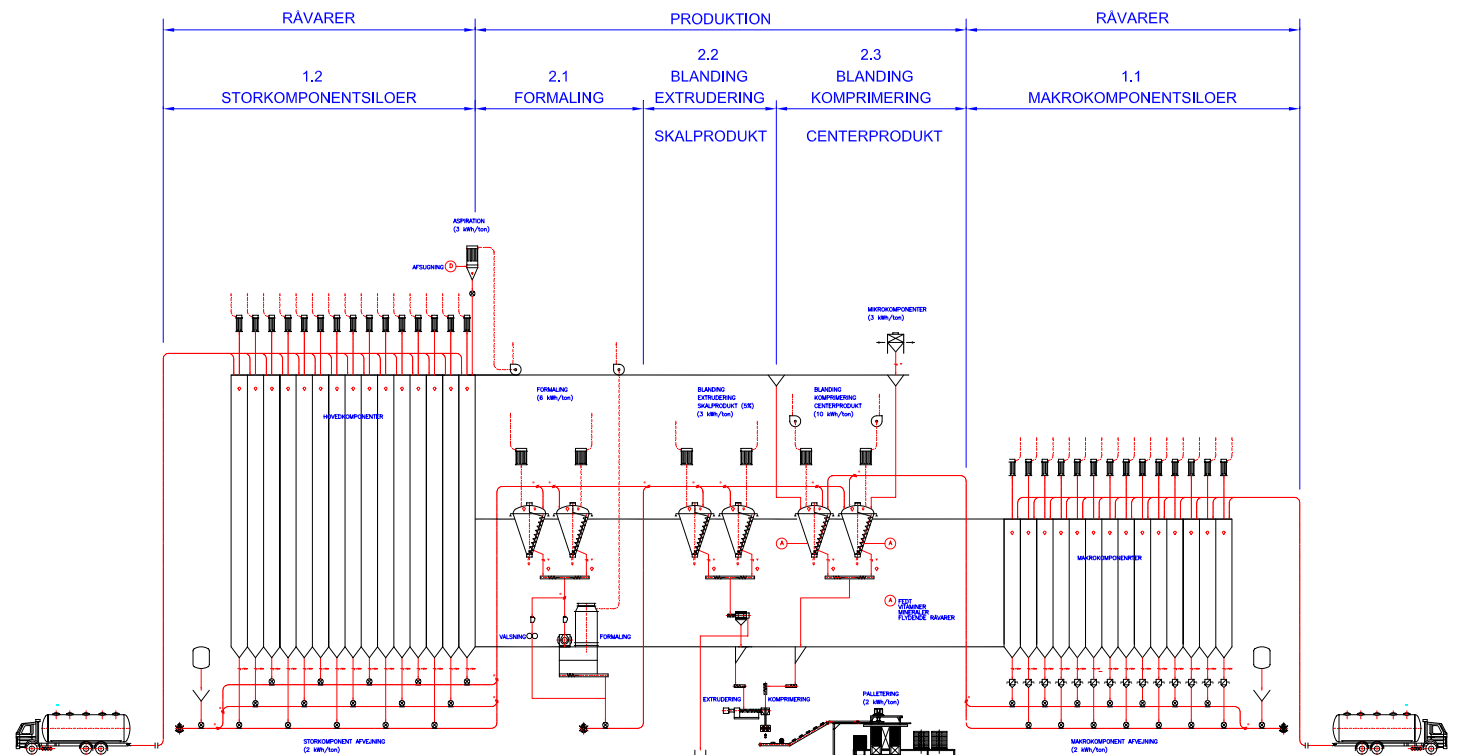 RÅVARER
PRODUKTION
RÅVARER
1.2
STORKOMPONENTSILOER
2.1
FORMALING
2.2
BLANDING
EXTRUDERING
SKALPRODUKT
2.3
BLANDING
KOMPRIMERING
CENTERPRODUKT
1.1
MAKROKOMPONENTSILOER
ASPIRATION
(3 kWh/ton)
AFSUGNING
D
MIKROKOMPONENTER
(3 kWh/ton)
HOVEDKOMPONENTER
FORMALING
(6 kWh/ton)
BLANDING
EXTRUDERING
SKALPRODUKT (5%)
(3 kWh/ton)
BLANDING
KOMPRIMERING
CENTERPRODUKT
(10 kWh/ton)
A
A
MAKROKOMPONENRTER
A
FEDT
VITAMINER
MINERALER
FLYDENDE RÅVARER
VALSNING
FORMALING
EXTRUDERING
KOMPRIMERING
PALLETERING
(2 kWh/ton)
STORKOMPONENT AFVEJNING
(2 kWh/ton)
MAKROKOMPONENT AFVEJNING
(2 kWh/ton)